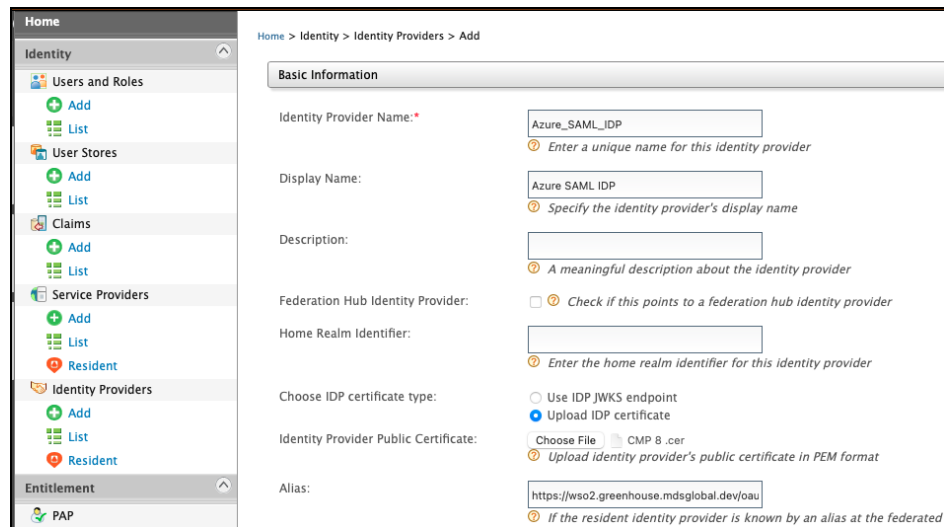 Home
Identity
Users and Roles
Add
List
User Stores
Add
List
Claims
Add
List
Service Providers
Add
List
Resident
Identity Providers
Add
List
Resident
Entitlement
PAP
Home > Identity > Identity Providers > Add
Basic Information
Identity Provider Name:*
Azure_SAML_IDP
Enter a unique name for this identity provider
Display Name:
Azure SAML IDP
Specify the identity provider's display name
Description:
A meaningful description about the identity provider
Federation Hub Identity Provider:
Check if this points to a federation hub identity provider
Home Realm Identifier:
Enter the home realm identifier for this identity provider
Choose IDP certificate type:
Use IDP JWKS endpoint
Upload IDP certificate
Identity Provider Public Certificate:
Choose File CMP 8 .cer
Upload identity provider's public certificate in PEM format
Alias:
https://wso2.greenhouse.mdsglobal.dev/oau
If the resident identity provider is known by an alias at the federated